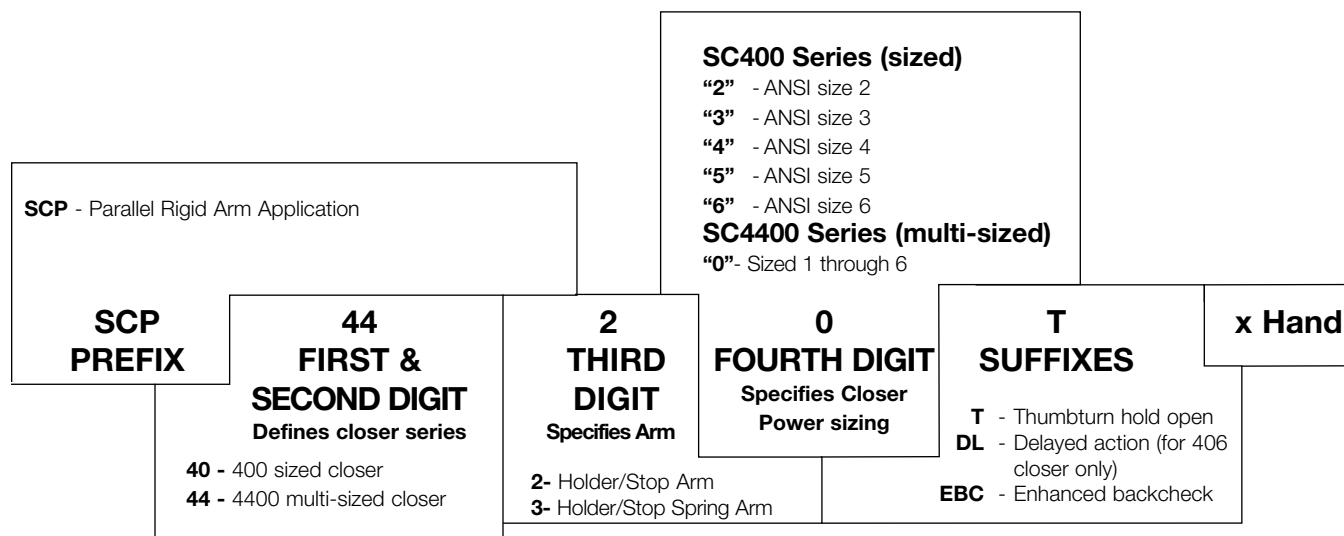 SC400 Series (sized)
“2” - ANSI size 2
“3” - ANSI size 3
“4” - ANSI size 4
“5” - ANSI size 5
“6” - ANSI size 6
SC4400 Series (multi-sized)
“0”- Sized 1 through 6
SCP - Parallel Rigid Arm Application
SCP
PREFIX
44
FIRST &
SECOND DIGIT
Defines closer series
40 - 400 sized closer
44 - 4400 multi-sized closer
2
THIRD
DIGIT
Specifies Arm
2- Holder/Stop Arm
3- Holder/Stop Spring Arm
0
FOURTH DIGIT
Specifies Closer
Power sizing
T
SUFFIXES
T - Thumbturn hold open
DL - Delayed action (for 406
closer only)
EBC - Enhanced backcheck
x Hand